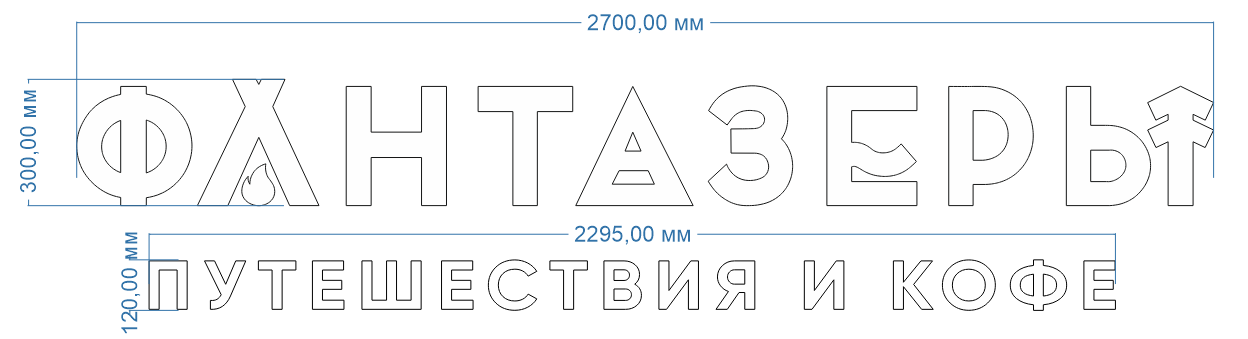 2700,00 мм
300,00 мм
ФАНТАЗЕРЫ
2295,00 мм
120,00 мм
ПУТЕШЕСТВИЯ И КОФЕ